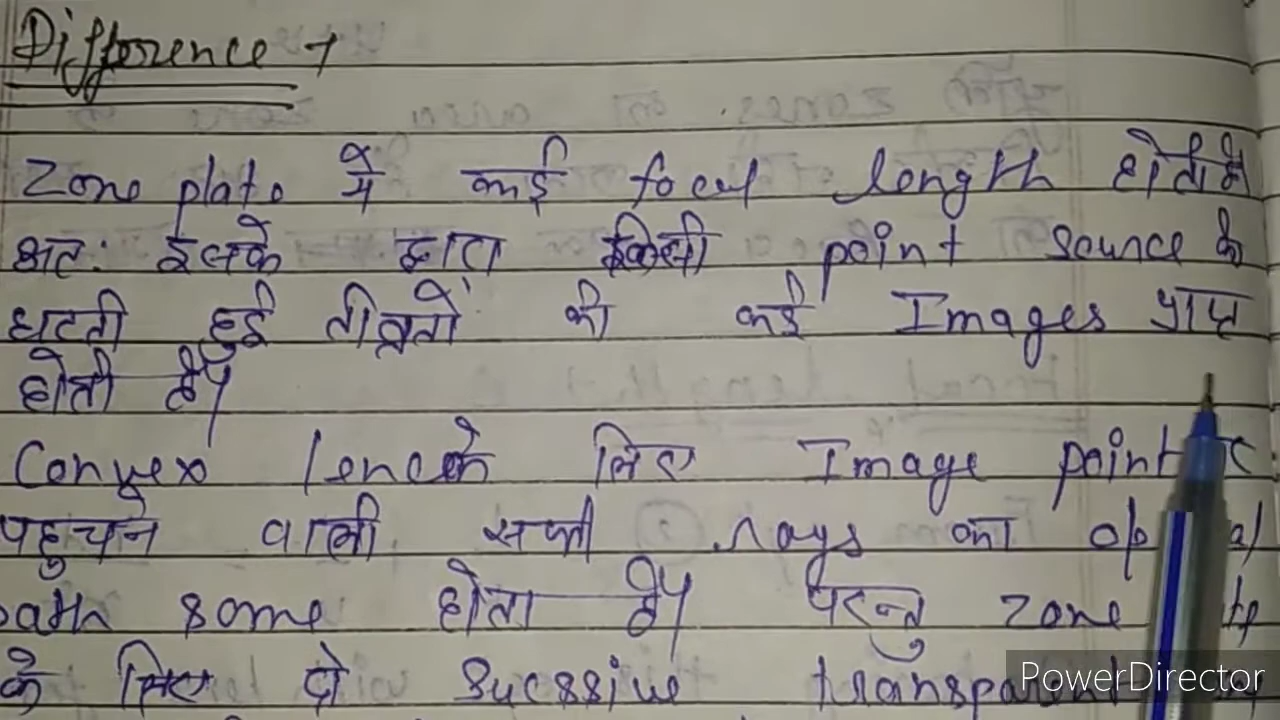 Difference →
Zone plate में कई focal length होती हैं
अतः इसके द्वारा किसी point source के
घटती हुई तीव्रतों की कई Images प्राप्त
होती है।
Convex lence के लिए Image point
पहुचने वाली सभी rays का
path same होता है। परन्तु zone
के लिए दो sucssive transparent
PowerDirector